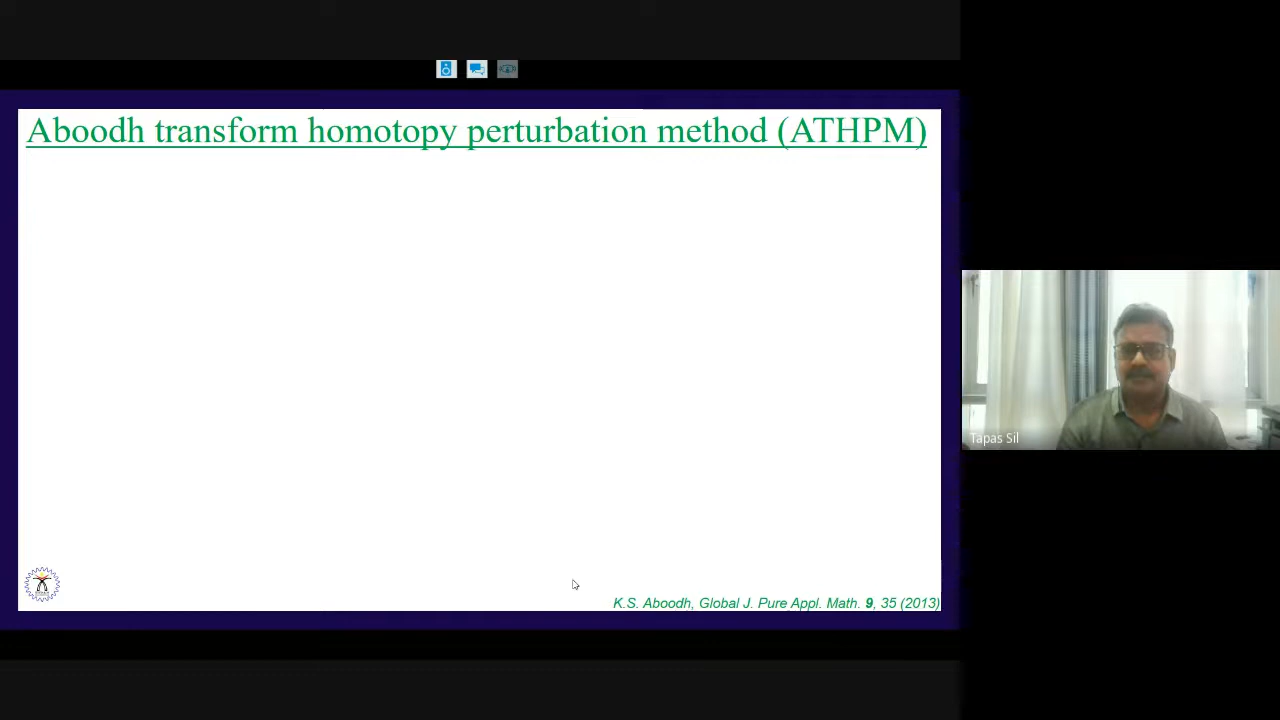 Aboodh transform homotopy perturbation method (ATHPM)
Tapas Sil
K.S. Aboodh, Global J. Pure Appl. Math. 9, 35 (2013)